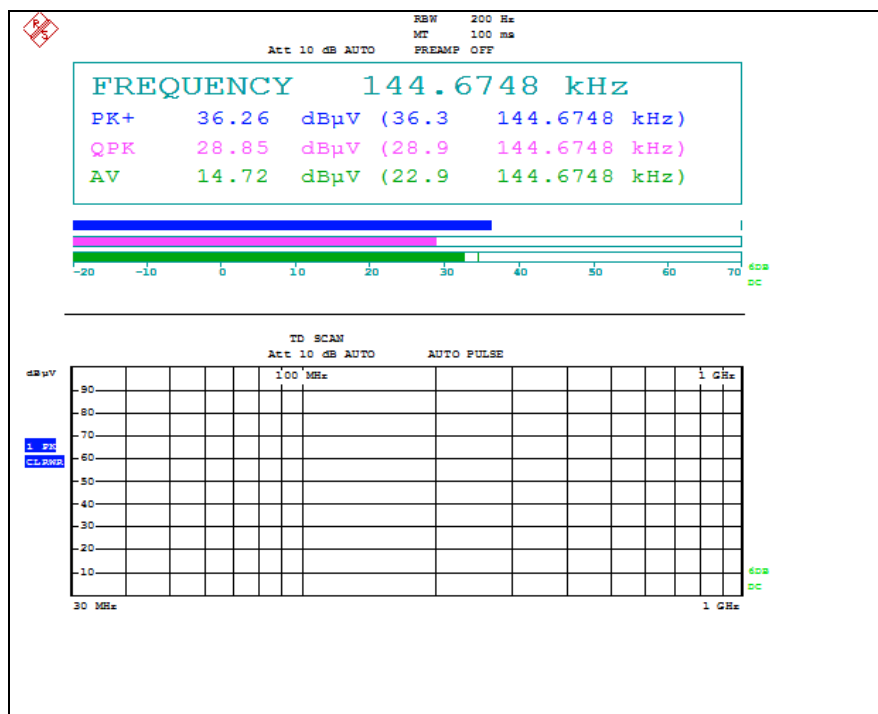 R S
RBW 200 Hz
MT 100 ms
Att 10 dB AUTO PREAMP OFF
FREQUENCY 144.6748 kHz
PK+ 36.26 dBµV (36.3 144.6748 kHz)
QPK 28.85 dBµV (28.9 144.6748 kHz)
AV 14.72 dBµV (22.9 144.6748 kHz)
-20 -10 0 10 20 30 40 50 60 70
6DB
DC
TD SCAN
Att 10 dB AUTO AUTO PULSE
dBµV
100 MHz 1 GHz
90
80
70
1 PK
CLRWR
60
50
40
30
20
10
6DB
DC
30 MHz 1 GHz